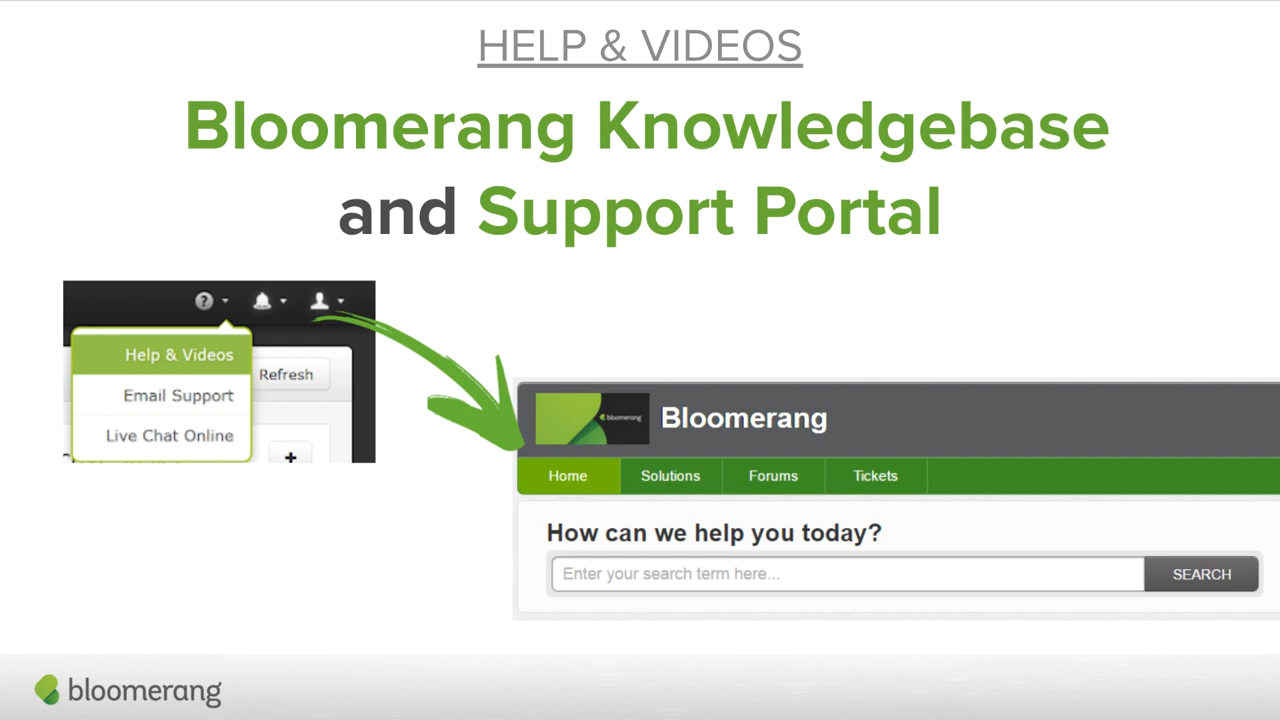 HELP & VIDEOS
Bloomerang Knowledgebase
and Support Portal
?
Help & Videos
Email Support
Live Chat Online
Refresh
+
bloomerang
Bloomerang
Home Solutions Forums Tickets
How can we help you today?
Enter your search term here...
SEARCH
bloomerang